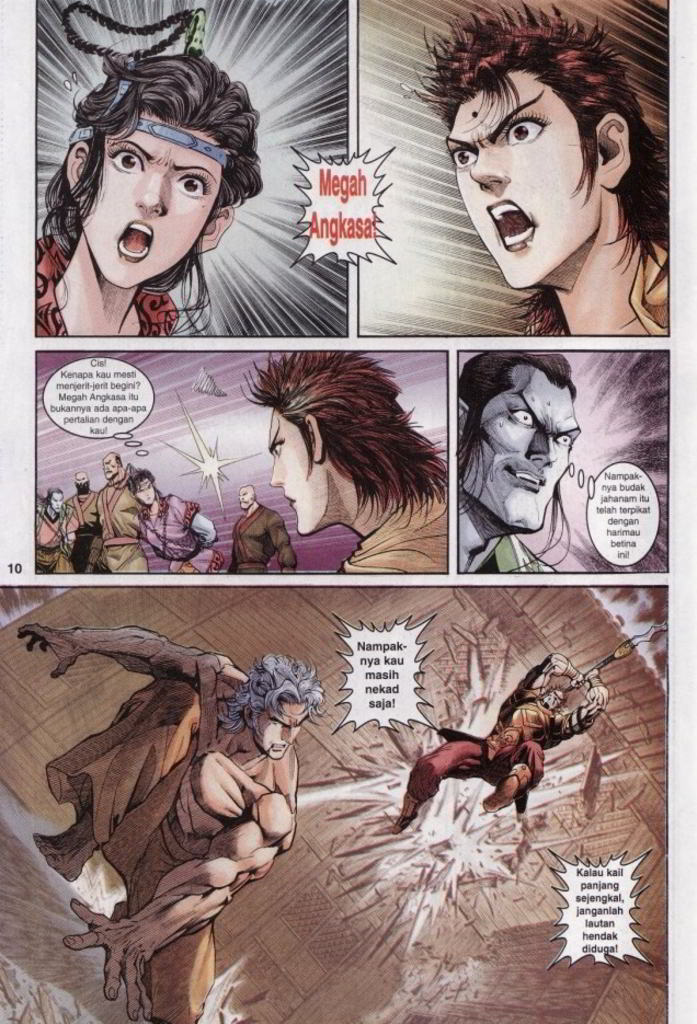 Megah
Angkasa!
Cis!
Kenapa kau mesti
menjerit-jerit begini?
Megah Angkasa itu
bukannya ada apa-apa
pertalian dengan
kau!
Nampak-
nya budak
jahanam itu
telah terpikat
dengan
harimau
betina
ini!
10
Nampak-
nya kau
masih
nekad
saja!
Kalau kail
panjang
sejengkal,
janganlah
lautan
hendak
diduga!